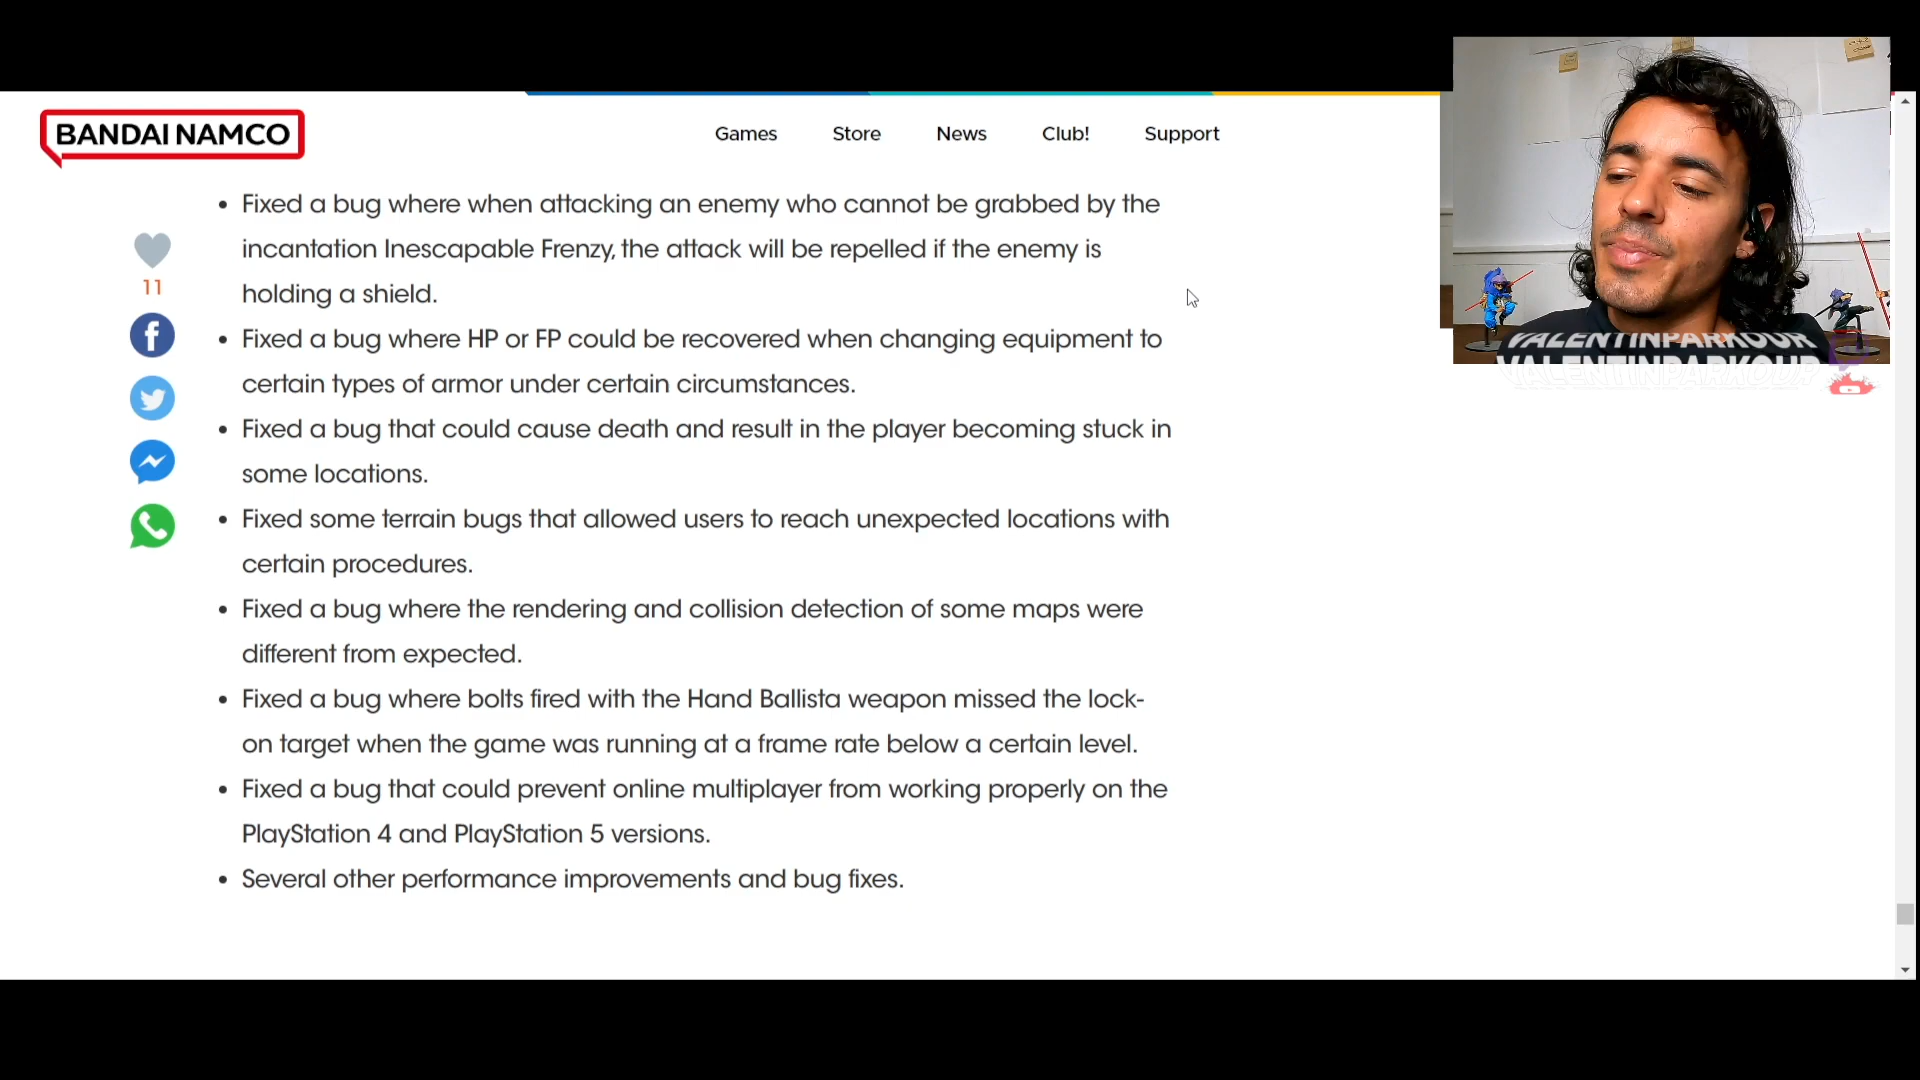 BANDAI NAMCO
Games Store News Club! Support
• Fixed a bug where when attacking an enemy who cannot be grabbed by the
incantation Inescapable Frenzy, the attack will be repelled if the enemy is
holding a shield.
11
• Fixed a bug where HP or FP could be recovered when changing equipment to
certain types of armor under certain circumstances.
• Fixed a bug that could cause death and result in the player becoming stuck in
some locations.
• Fixed some terrain bugs that allowed users to reach unexpected locations with
certain procedures.
• Fixed a bug where the rendering and collision detection of some maps were
different from expected.
• Fixed a bug where bolts fired with the Hand Ballista weapon missed the lock-
on target when the game was running at a frame rate below a certain level.
• Fixed a bug that could prevent online multiplayer from working properly on the
PlayStation 4 and PlayStation 5 versions.
• Several other performance improvements and bug fixes.
VALENTINPARKOUR
VALENTINPARKOUR